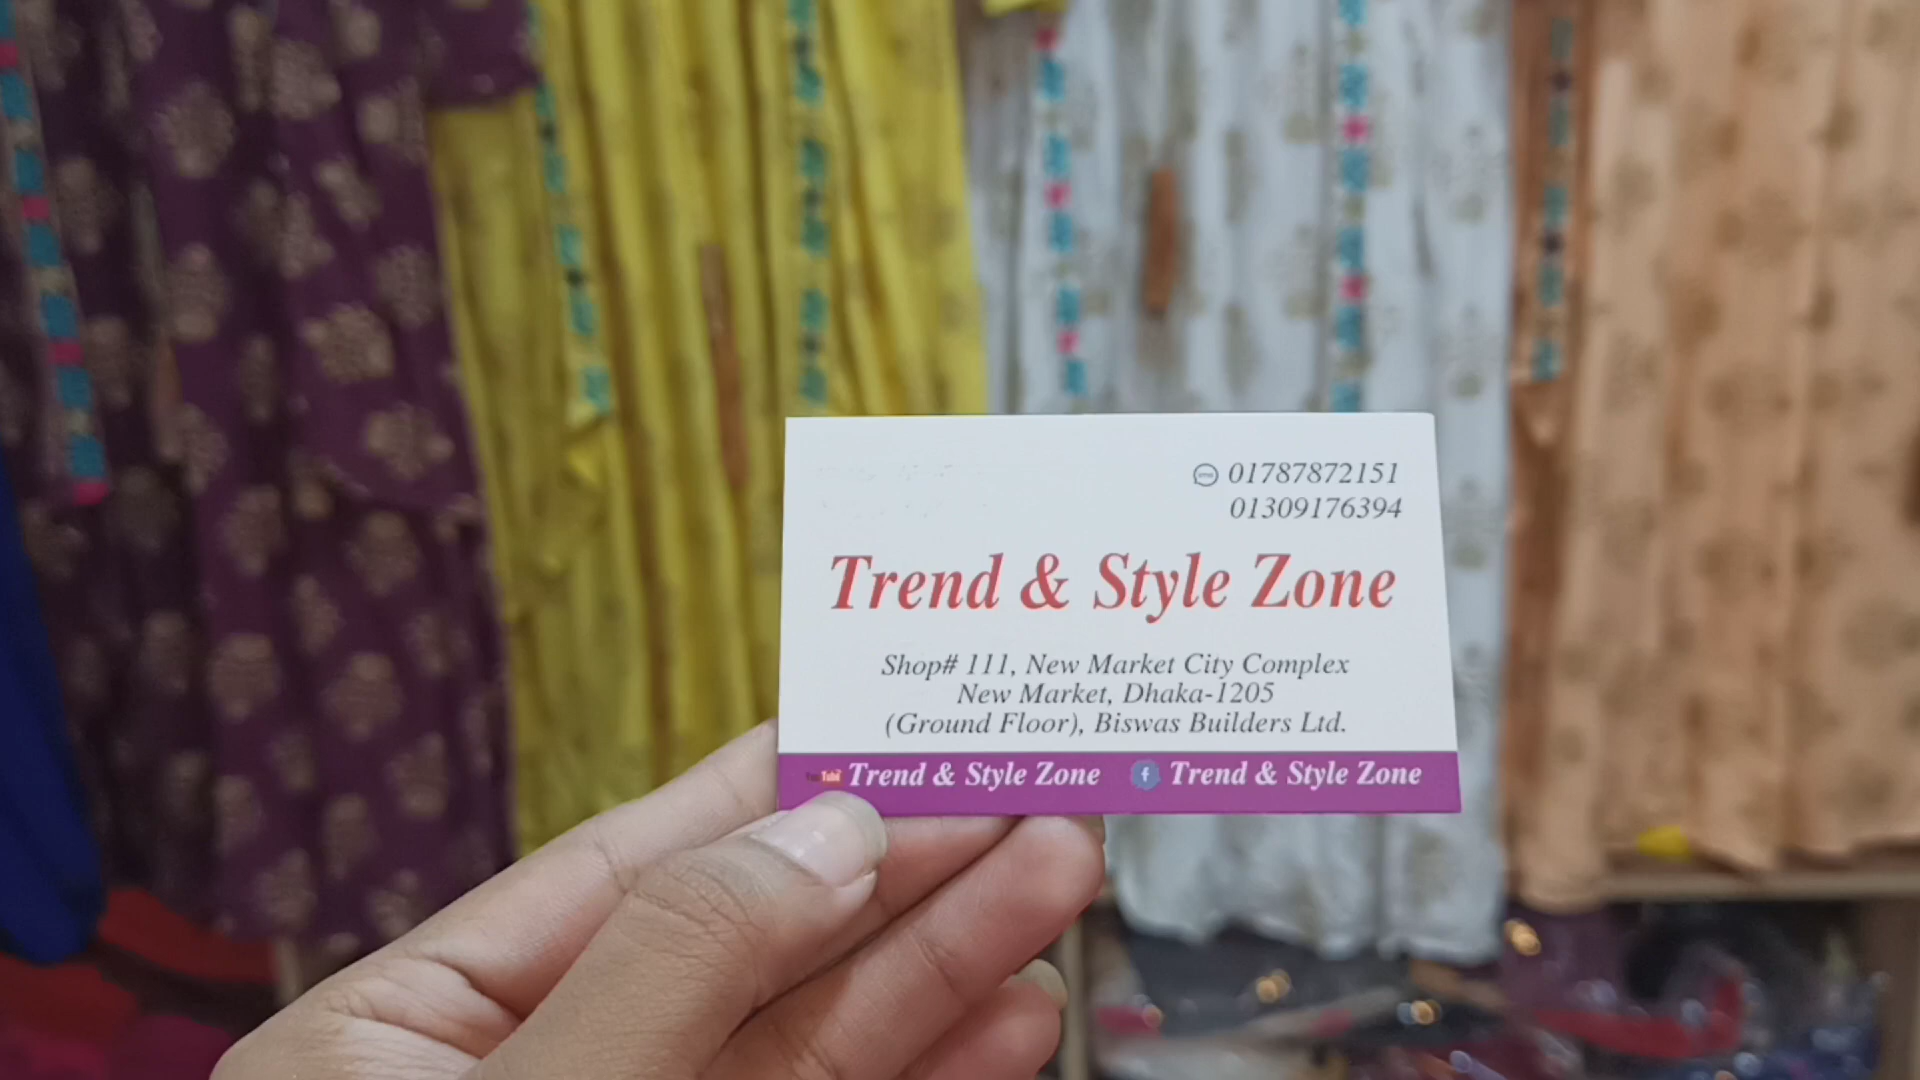 01787872151
01309176394
Trend & Style Zone
Shop# 111, New Market City Complex
New Market, Dhaka-1205
(Ground Floor), Biswas Builders Ltd.
Trend & Style Zone f Trend & Style Zone